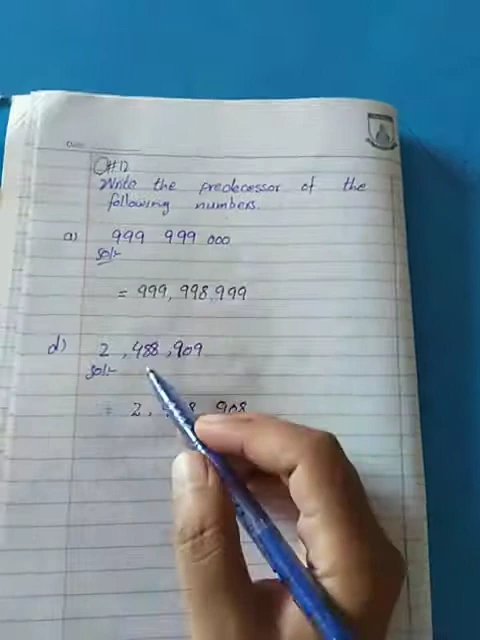 Q#12
Write the predecessor of the
following numbers.
a) 999 999 000
Sol:-
= 999, 998, 999
d) 2 , 488 , 909
Sol:-
= 2, 908